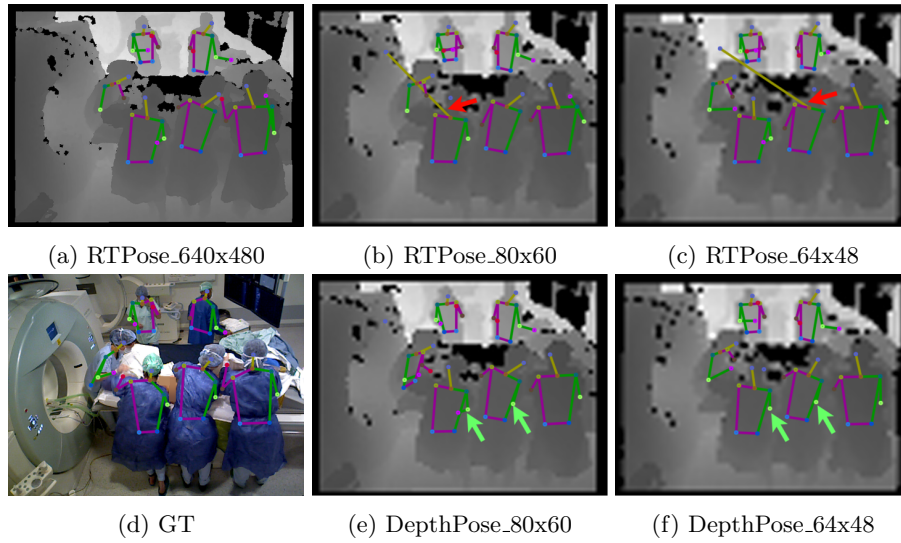 (a) RTPose_640x480
(b) RTPose_80x60
(c) RTPose_64x48
(d) GT
(e) DepthPose_80x60
(f) DepthPose_64x48